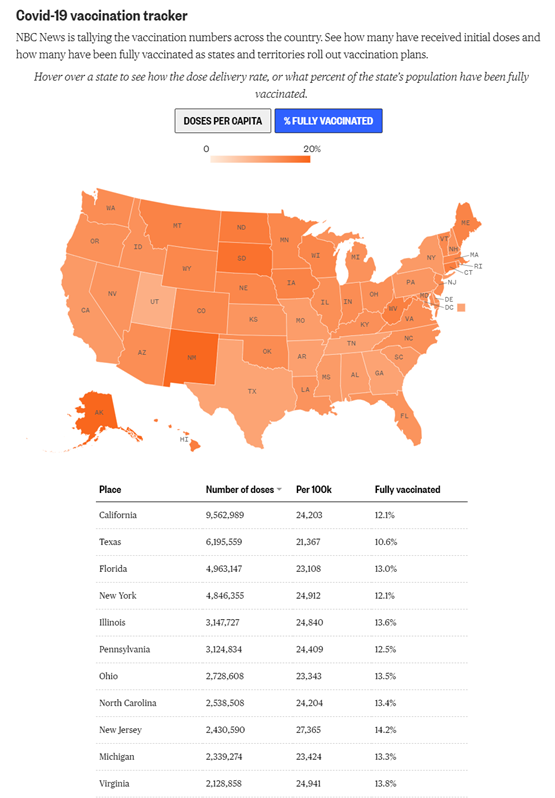 Covid-19 vaccination tracker
NBC News is tallying the vaccination numbers across the country. See how many have received initial doses and
how many have been fully vaccinated as states and territories roll out vaccination plans.
Hover over a state to see how the dose delivery rate, or what percent of the state's population have been fully
vaccinated.
DOSES PER CAPITA % FULLY VACCINATED
0 20%
WA
MT
ND
MN
ME
OR
ID
SD
WI
MI
VT
NH
NY
MA
RI
CT
WY
IA
NE
PA
NJ
NV
UT
CO
IL
IN
OH
MD
DE
DC
WV
VA
CA
KS
MO
KY
NC
AZ
NM
OK
AR
TN
SC
MS
AL
GA
TX
LA
FL
AK
HI
Place Number of doses Per 100k Fully vaccinated
California 9,562,989 24,203 12.1%
Texas 6,195,559 21,367 10.6%
Florida 4,963,147 23,108 13.0%
New York 4,846,355 24,912 12.1%
Illinois 3,147,727 24,840 13.6%
Pennsylvania 3,124,834 24,409 12.5%
Ohio 2,728,608 23,343 13.5%
North Carolina 2,538,508 24,204 13.4%
New Jersey 2,430,590 27,365 14.2%
Michigan 2,339,274 23,424 13.3%
Virginia 2,128,858 24,941 13.8%